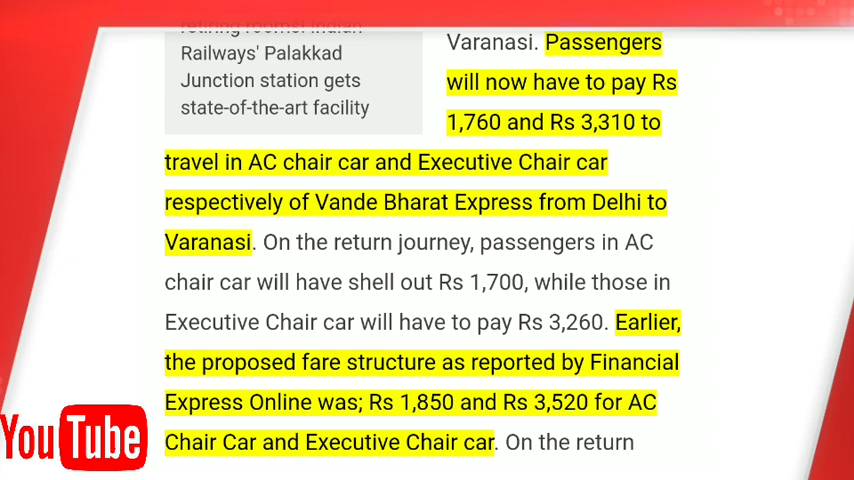 Railways' Palakkad
Junction station gets
state-of-the-art facility
Varanasi. Passengers
will now have to pay Rs
1,760 and Rs 3,310 to
travel in AC chair car and Executive Chair car
respectively of Vande Bharat Express from Delhi to
Varanasi. On the return journey, passengers in AC
chair car will have shell out Rs 1,700, while those in
Executive Chair car will have to pay Rs 3,260. Earlier,
the proposed fare structure as reported by Financial
Express Online was; Rs 1,850 and Rs 3,520 for AC
Chair Car and Executive Chair car. On the return
YouTube